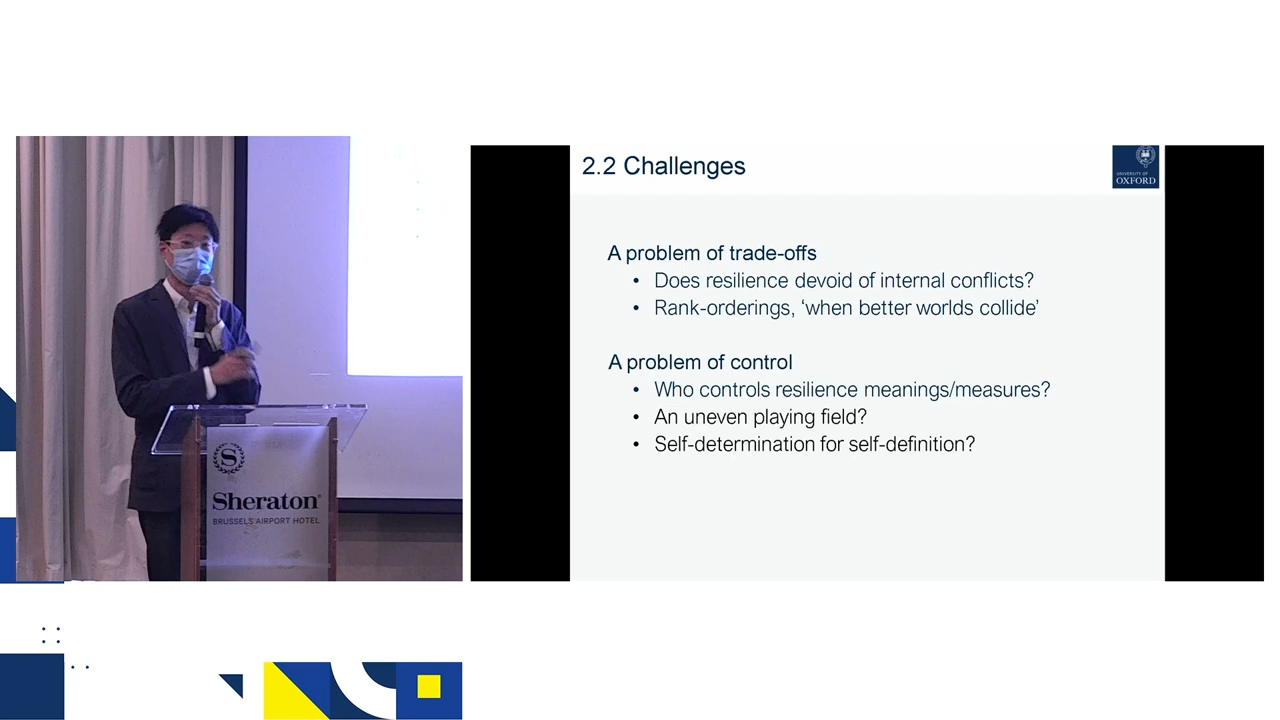 2.2 Challenges
UNIVERSITY OF
OXFORD
A problem of trade-offs
• Does resilience devoid of internal conflicts?
• Rank-orderings, ‘when better worlds collide’
A problem of control
• Who controls resilience meanings/measures?
• An uneven playing field?
• Self-determination for self-definition?
S
Sheraton®
BRUSSELS AIRPORT HOTEL